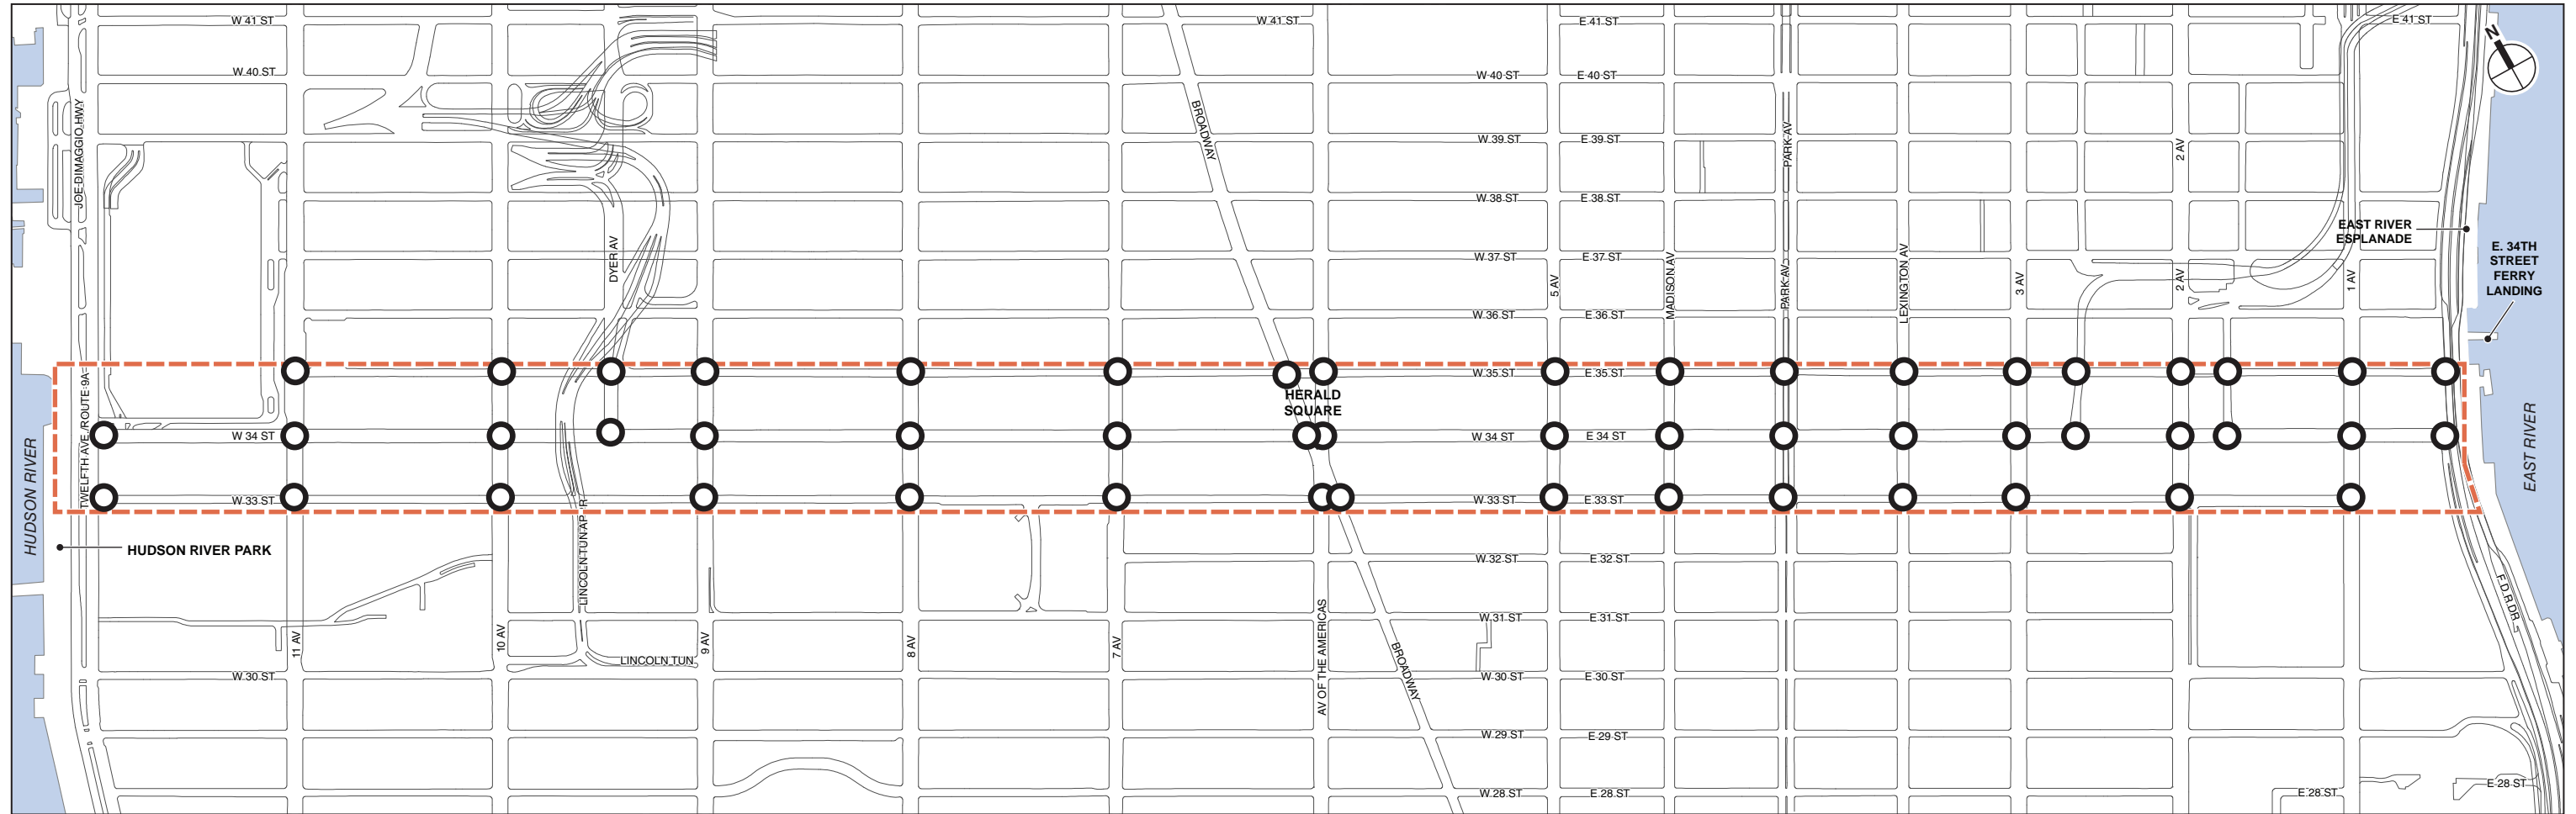 W 41 ST
W 41 ST
E 41 ST
E 41 ST
N
W 40 ST
W 40 ST
E 40 ST
JOE DIMAGGIO HWY
BROADWAY
W 39 ST
E 39 ST
PARK AV
2 AV
W 38 ST
E 38 ST
EAST RIVER
ESPLANADE
DYER AV
W 37 ST
E 37 ST
E. 34TH
STREET
FERRY
LANDING
5 AV
MADISON AV
PARK AV
LEXINGTON AV
3 AV
2 AV
1 AV
W 36 ST
E 36 ST
W 35 ST
E 35 ST
HERALD
SQUARE
TWELFTH AVE./ROUTE 9A
W 34 ST
W 34 ST
E 34 ST
HUDSON RIVER
EAST RIVER
W 33 ST
W 33 ST
E 33 ST
HUDSON RIVER PARK
LINCOLN TUN
W 32 ST
E 32 ST
F.D.R.DR
W 31 ST
E 31 ST
11 AV
10 AV
9 AV
8 AV
7 AV
AV OF THE AMERICAS
BROADWAY
LINCOLN TUN
W 30 ST
W 30 ST
E 30 ST
W 29 ST
E 29 ST
W 28 ST
E 28 ST
E 28 ST
E 28 ST